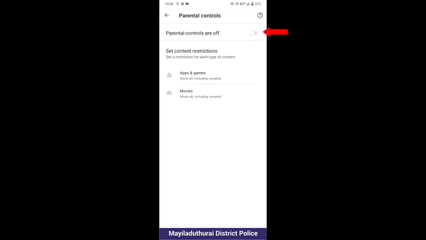 Parental controls
Parental controls are off
Set content restrictions
Set a restriction for each type of content
Apps & games
Allow all, including unrated
Movies
Allow all, including unrated
Mayiladuthurai District Police